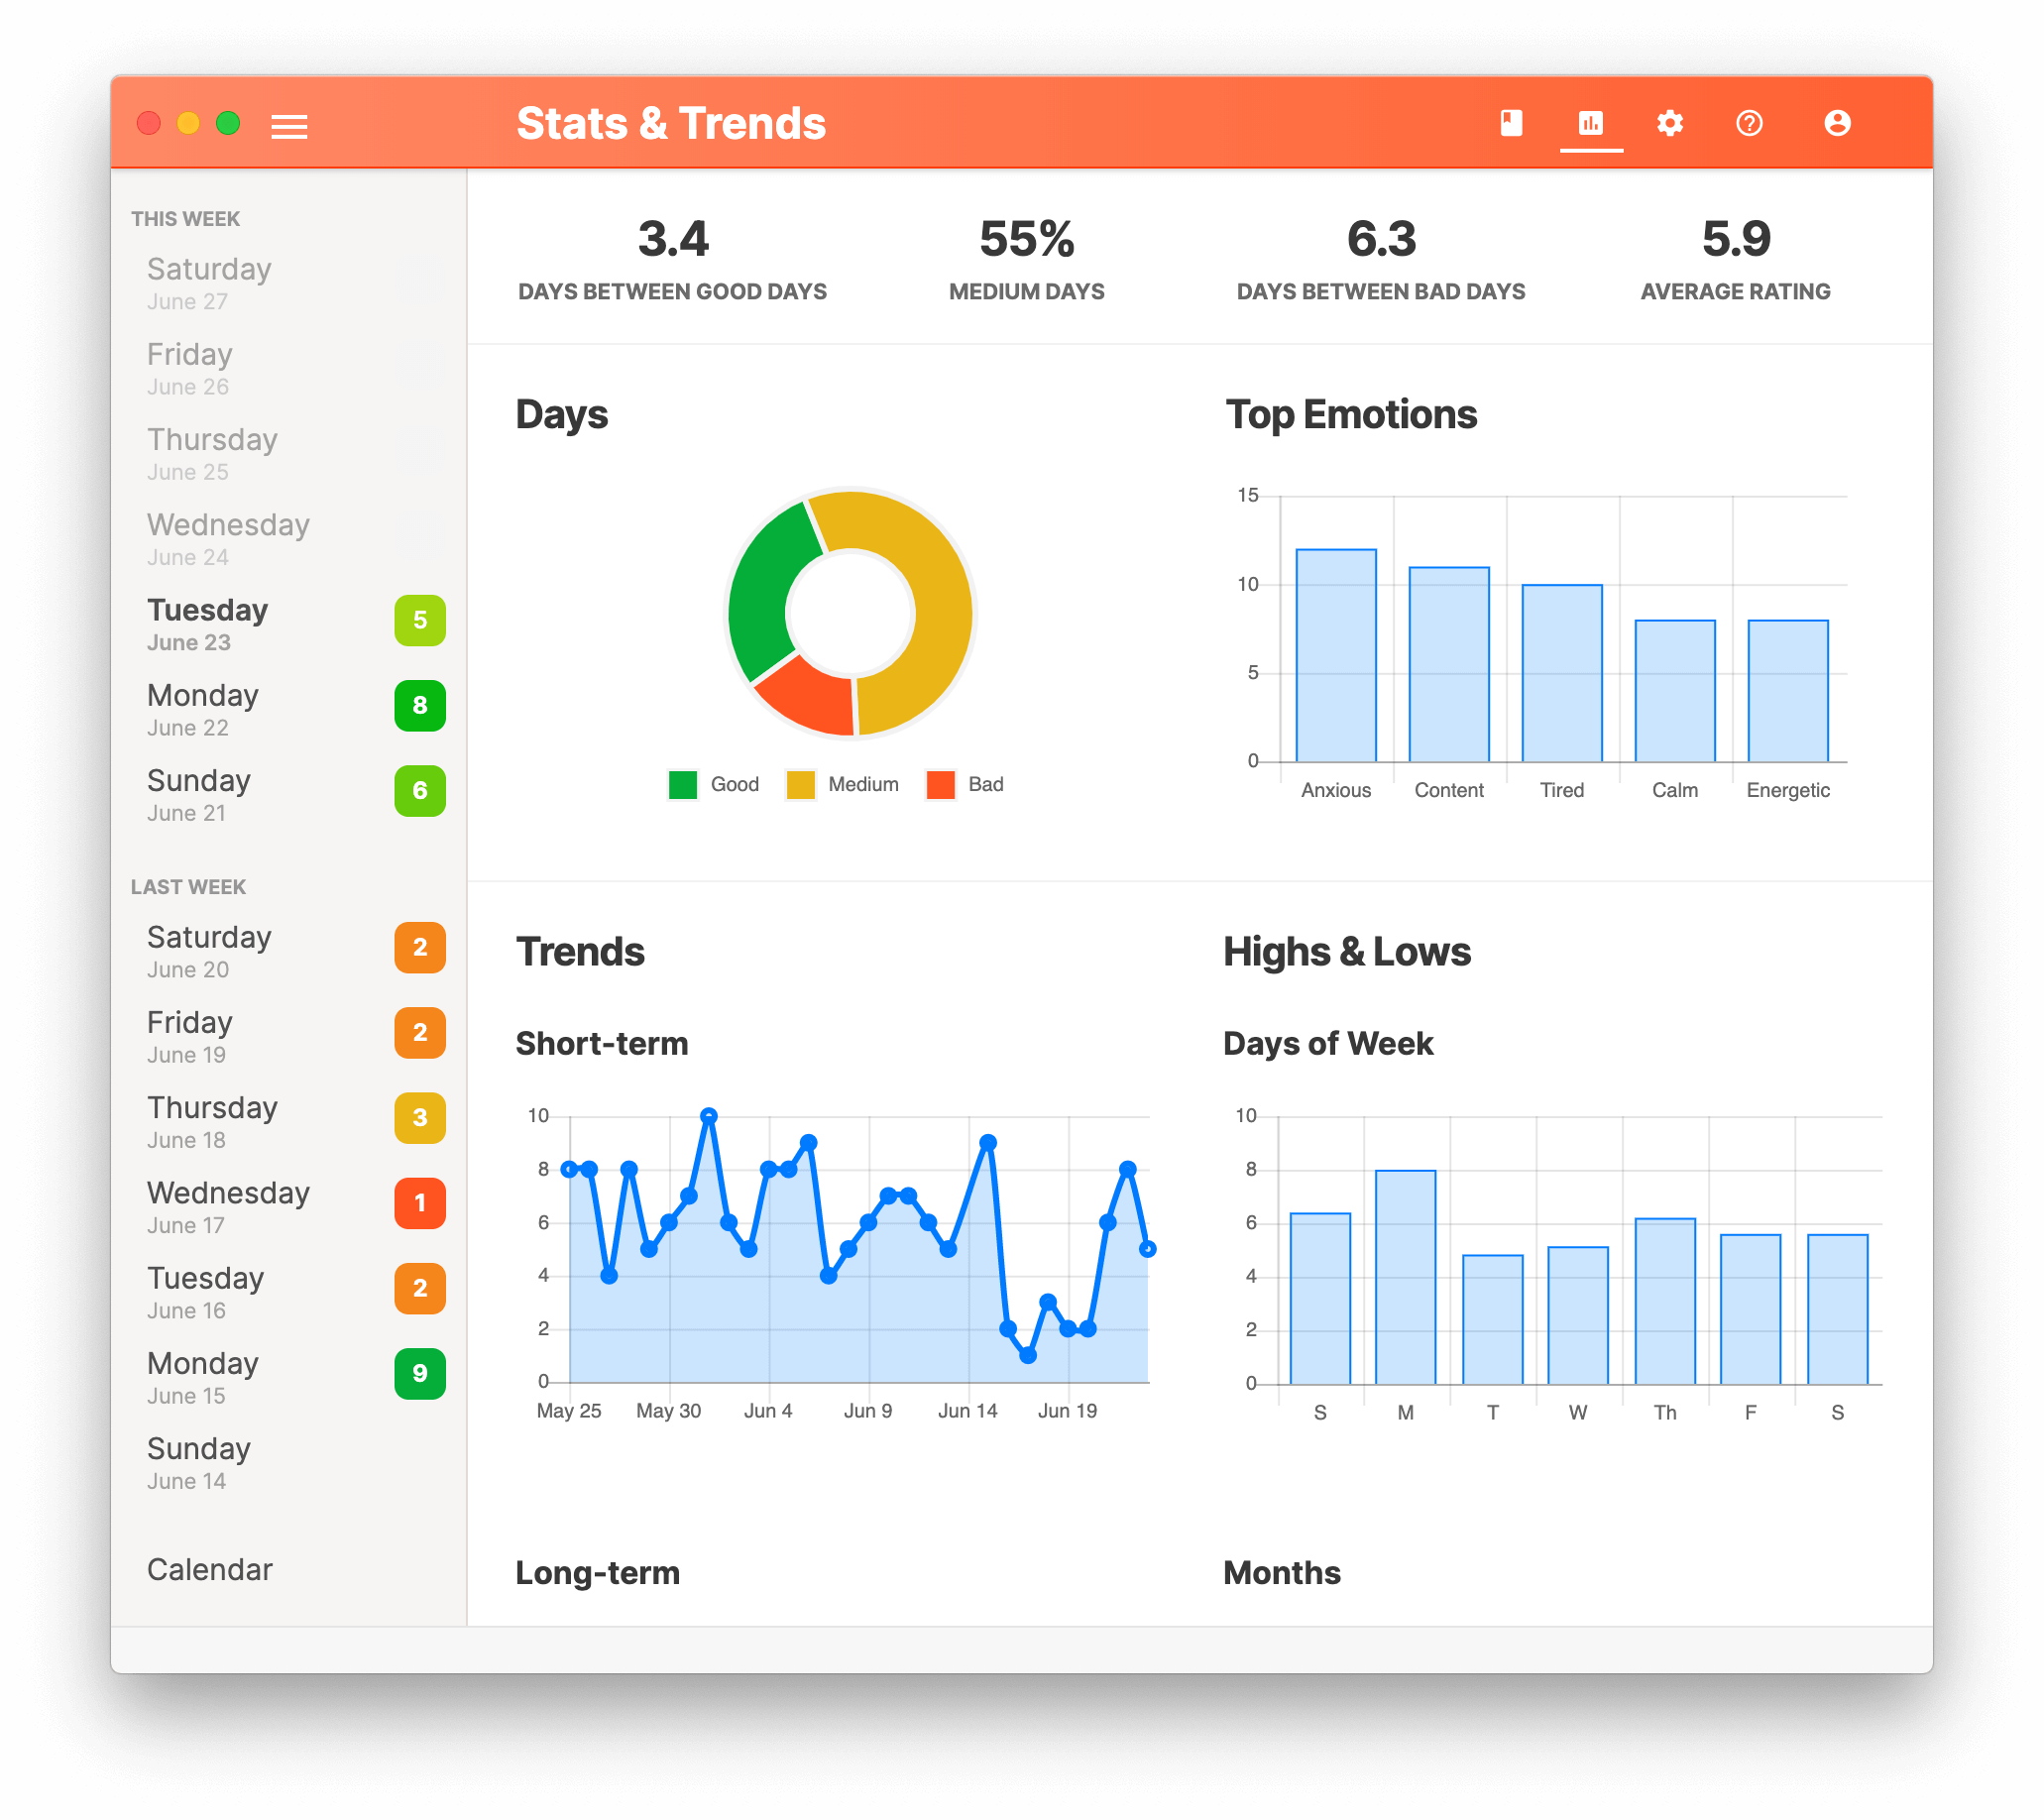 Stats & Trends
THIS WEEK
Saturday
June 27
Friday
June 26
Thursday
June 25
Wednesday
June 24
Tuesday
June 23
5
Monday
June 22
8
Sunday
June 21
6
LAST WEEK
Saturday
June 20
2
Friday
June 19
2
Thursday
June 18
3
Wednesday
June 17
1
Tuesday
June 16
2
Monday
June 15
9
Sunday
June 14
Calendar
3.4
DAYS BETWEEN GOOD DAYS
55%
MEDIUM DAYS
6.3
DAYS BETWEEN BAD DAYS
5.9
AVERAGE RATING
Days
Good Medium Bad
Top Emotions
15
10
5
0
Anxious Content Tired Calm Energetic
Trends
Short-term
10
8
6
4
2
0
May 25 May 30 Jun 4 Jun 9 Jun 14 Jun 19
Highs & Lows
Days of Week
10
8
6
4
2
0
S M T W Th F S
Long-term
Months